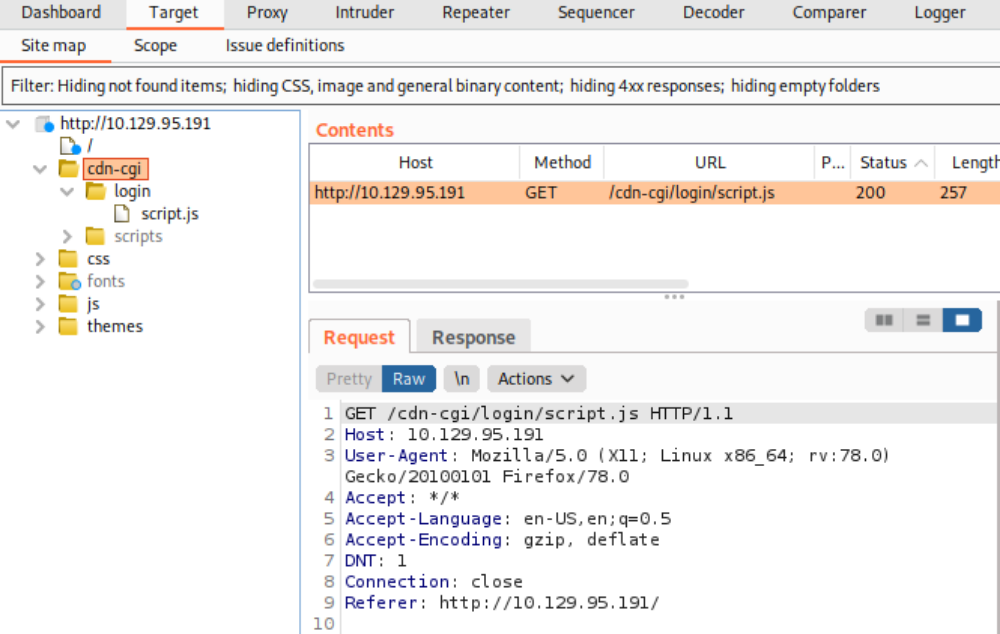 Dashboard Target Proxy Intruder Repeater Sequencer Decoder Comparer Logger
Site map Scope Issue definitions
Filter: Hiding not found items; hiding CSS, image and general binary content; hiding 4xx responses; hiding empty folders
http://10.129.95.191
/
cdn-cgi
login
script.js
scripts
css
fonts
js
themes
Contents
Host Method URL P... Status Length
http://10.129.95.191 GET /cdn-cgi/login/script.js 200 257
Request Response
Pretty Raw \n Actions
1 GET /cdn-cgi/login/script.js HTTP/1.1
2 Host: 10.129.95.191
3 User-Agent: Mozilla/5.0 (X11; Linux x86_64; rv:78.0)
Gecko/20100101 Firefox/78.0
4 Accept: */*
5 Accept-Language: en-US,en;q=0.5
6 Accept-Encoding: gzip, deflate
7 DNT: 1
8 Connection: close
9 Referer: http://10.129.95.191/
10